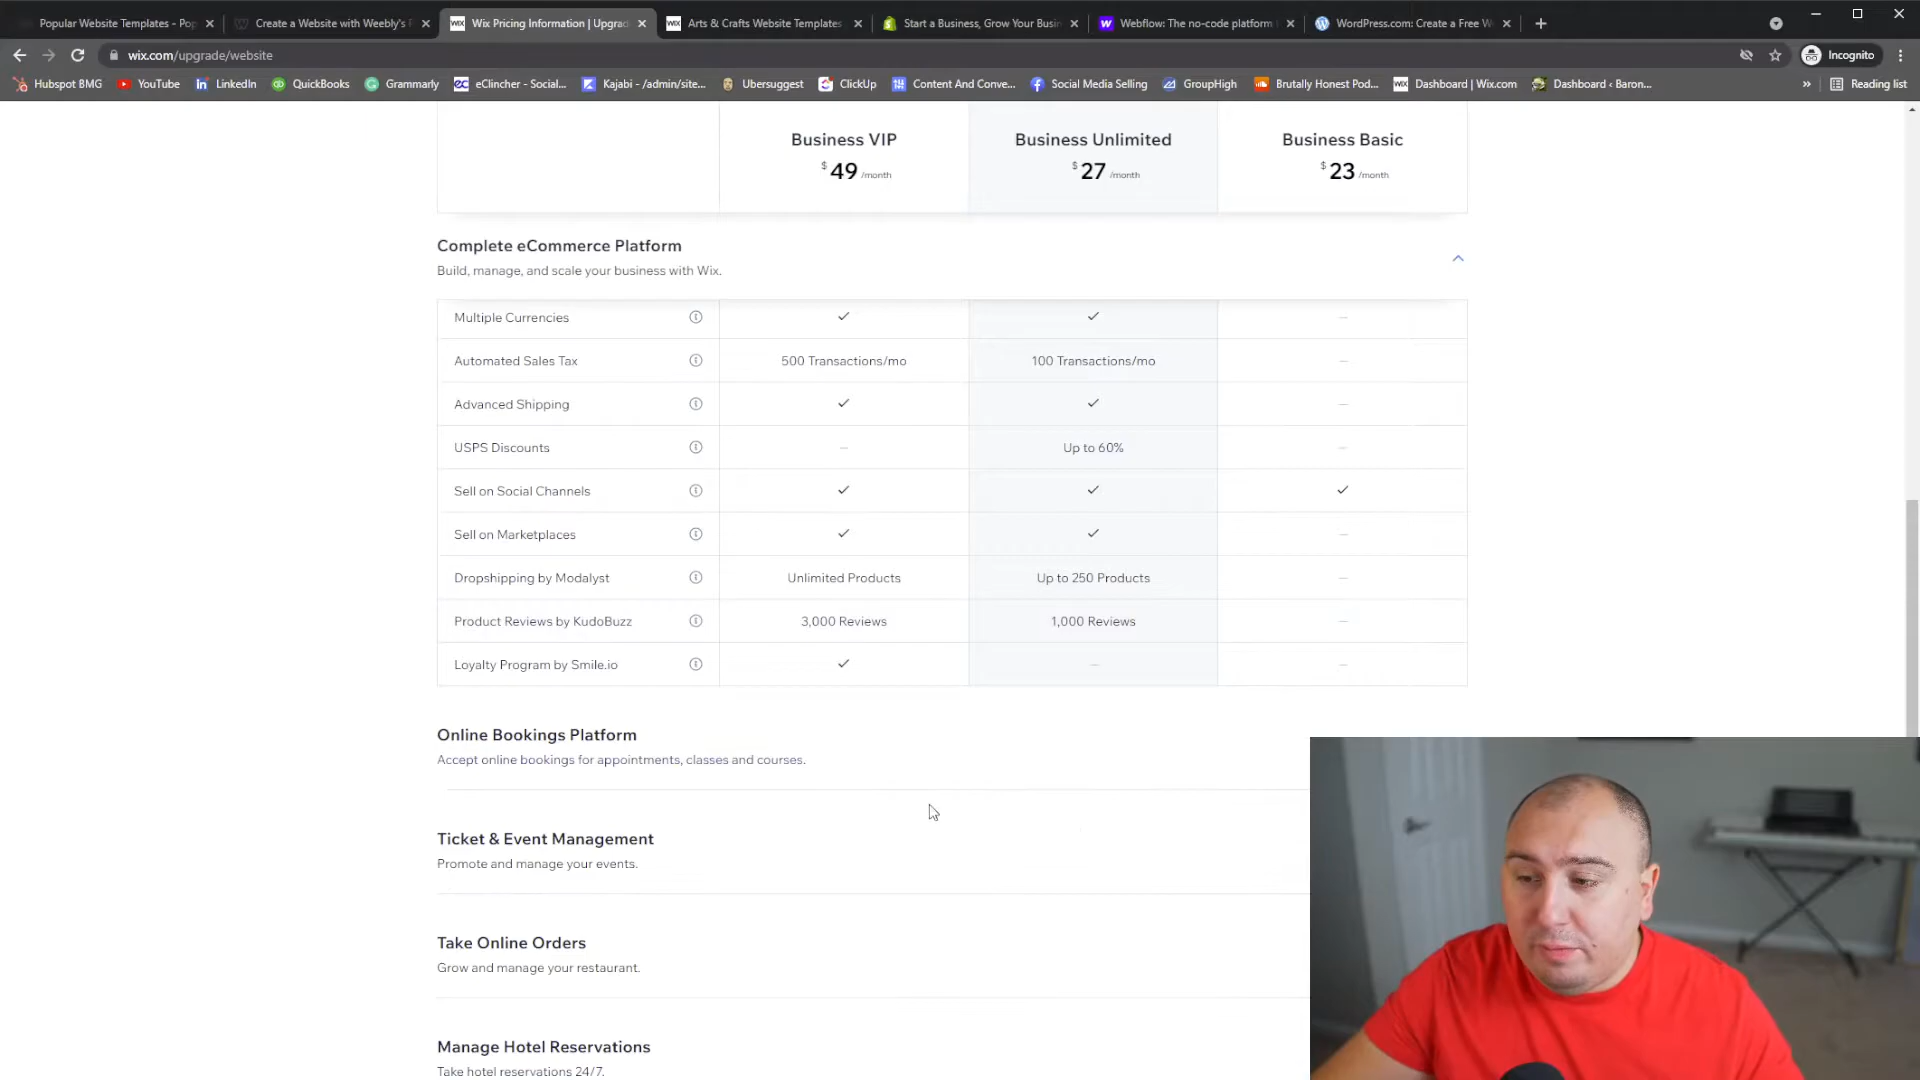 Popular Website Templates - Pop
Create a Website with Weebly's F
Wix Pricing Information | Upgrad
Arts & Crafts Website Templates
Start a Business, Grow Your Busin
Webflow: The no-code platform
WordPress.com: Create a Free W
wix.com/upgrade/website
Incognito
Hubspot BMG
YouTube
LinkedIn
QuickBooks
Grammarly
eClincher - Social...
Kajabi - /admin/site...
Ubersuggest
ClickUp
Content And Conve...
Social Media Selling
GroupHigh
Brutally Honest Pod...
Dashboard | Wix.com
Dashboard ‹ Baron...
Reading list
Business VIP
$ 49 /month
Business Unlimited
$ 27 /month
Business Basic
$ 23 /month
Complete eCommerce Platform
Build, manage, and scale your business with Wix.
Multiple Currencies
Automated Sales Tax 500 Transactions/mo 100 Transactions/mo
Advanced Shipping
USPS Discounts Up to 60%
Sell on Social Channels
Sell on Marketplaces
Dropshipping by Modalyst Unlimited Products Up to 250 Products
Product Reviews by KudoBuzz 3,000 Reviews 1,000 Reviews
Loyalty Program by Smile.io
Online Bookings Platform
Accept online bookings for appointments, classes and courses.
Ticket & Event Management
Promote and manage your events.
Take Online Orders
Grow and manage your restaurant.
Manage Hotel Reservations
Take hotel reservations 24/7.